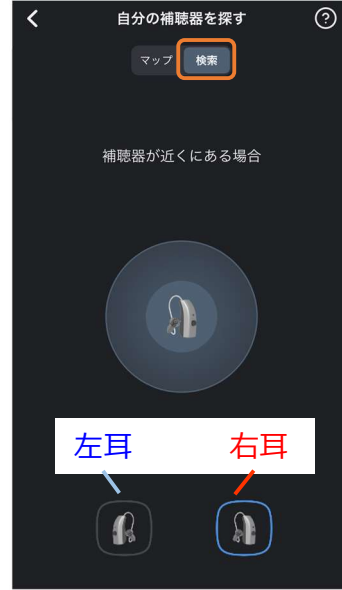 自分の補聴器を探す
マップ 検索
補聴器が近くにある場合
左耳 右耳